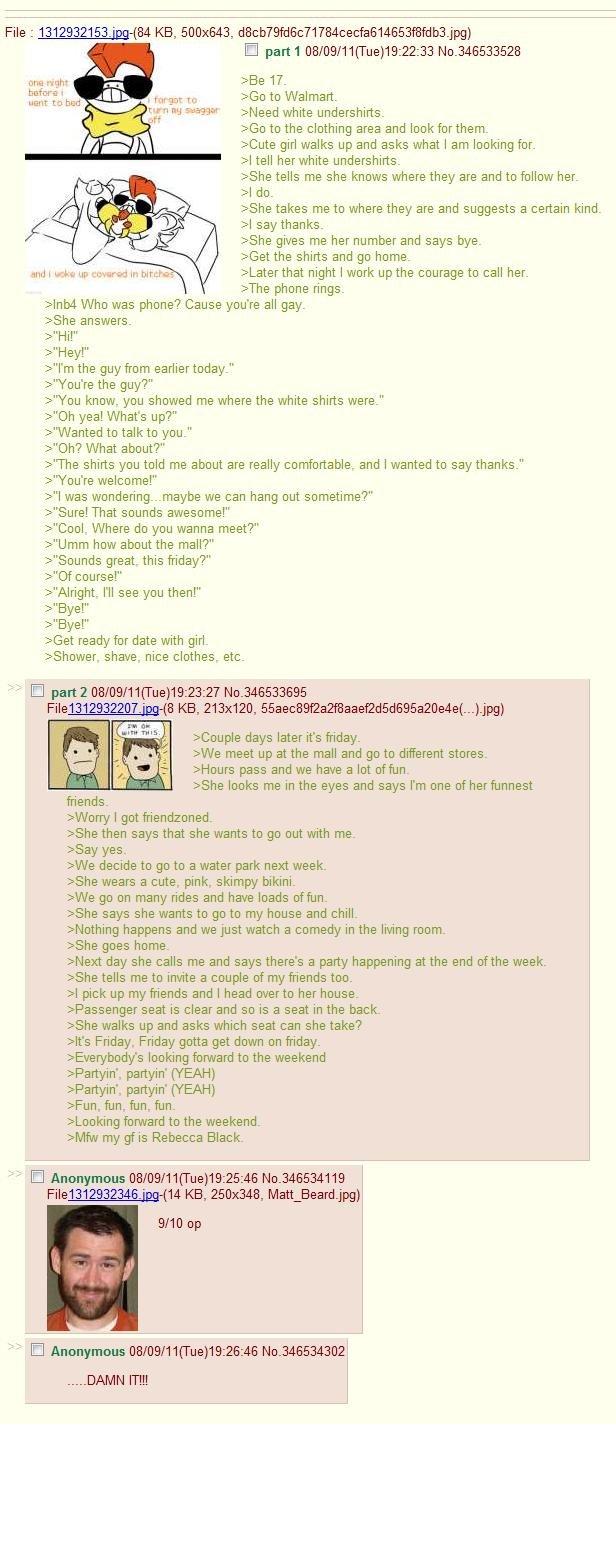 File : 1312932153.jpg-(84 KB, 500x643, d8cb79fd6c71784cecfa614653f8fdb3.jpg)
one night
before i
went to bed
i forgot to
turn my swagger
off
and i woke up covered in bitches
part 1 08/09/11(Tue)19:22:33 No.346533528
>Be 17.
>Go to Walmart.
>Need white undershirts.
>Go to the clothing area and look for them.
>Cute girl walks up and asks what I am looking for.
>I tell her white undershirts.
>She tells me she knows where they are and to follow her.
>I do.
>She takes me to where they are and suggests a certain kind.
>I say thanks.
>She gives me her number and says bye.
>Get the shirts and go home.
>Later that night I work up the courage to call her.
>The phone rings.
>Inb4 Who was phone? Cause you're all gay.
>She answers.
>"Hi!"
>"Hey!"
>"I'm the guy from earlier today."
>"You're the guy?"
>"You know, you showed me where the white shirts were."
>"Oh yea! What's up?"
>"Wanted to talk to you."
>"Oh? What about?"
>"The shirts you told me about are really comfortable, and I wanted to say thanks."
>"You're welcome!"
>"I was wondering...maybe we can hang out sometime?"
>"Sure! That sounds awesome!"
>"Cool, Where do you wanna meet?"
>"Umm how about the mall?"
>"Sounds great, this friday?"
>"Of course!"
>"Alright, I'll see you then!"
>"Bye!"
>"Bye!"
>Get ready for date with girl.
>Shower, shave, nice clothes, etc.
>> part 2 08/09/11(Tue)19:23:27 No.346533695
File1312932207.jpg-(8 KB, 213x120, 55aec89f2a2f8aaef2d5d695a20e4e(...).jpg)
I'M OK
WITH THIS.
>Couple days later it's friday.
>We meet up at the mall and go to different stores.
>Hours pass and we have a lot of fun.
>She looks me in the eyes and says I'm one of her funnest
friends.
>Worry I got friendzoned.
>She then says that she wants to go out with me.
>Say yes.
>We decide to go to a water park next week.
>She wears a cute, pink, skimpy bikini.
>We go on many rides and have loads of fun.
>She says she wants to go to my house and chill.
>Nothing happens and we just watch a comedy in the living room.
>She goes home.
>Next day she calls me and says there's a party happening at the end of the week.
>She tells me to invite a couple of my friends too.
>I pick up my friends and I head over to her house.
>Passenger seat is clear and so is a seat in the back.
>She walks up and asks which seat can she take?
>It's Friday, Friday gotta get down on friday.
>Everybody's looking forward to the weekend
>Partyin', partyin' (YEAH)
>Partyin', partyin' (YEAH)
>Fun, fun, fun, fun.
>Looking forward to the weekend.
>Mfw my gf is Rebecca Black.
>> Anonymous 08/09/11(Tue)19:25:46 No.346534119
File1312932346.jpg-(14 KB, 250x348, Matt_Beard.jpg)
9/10 op
>> Anonymous 08/09/11(Tue)19:26:46 No.346534302
.....DAMN IT!!!